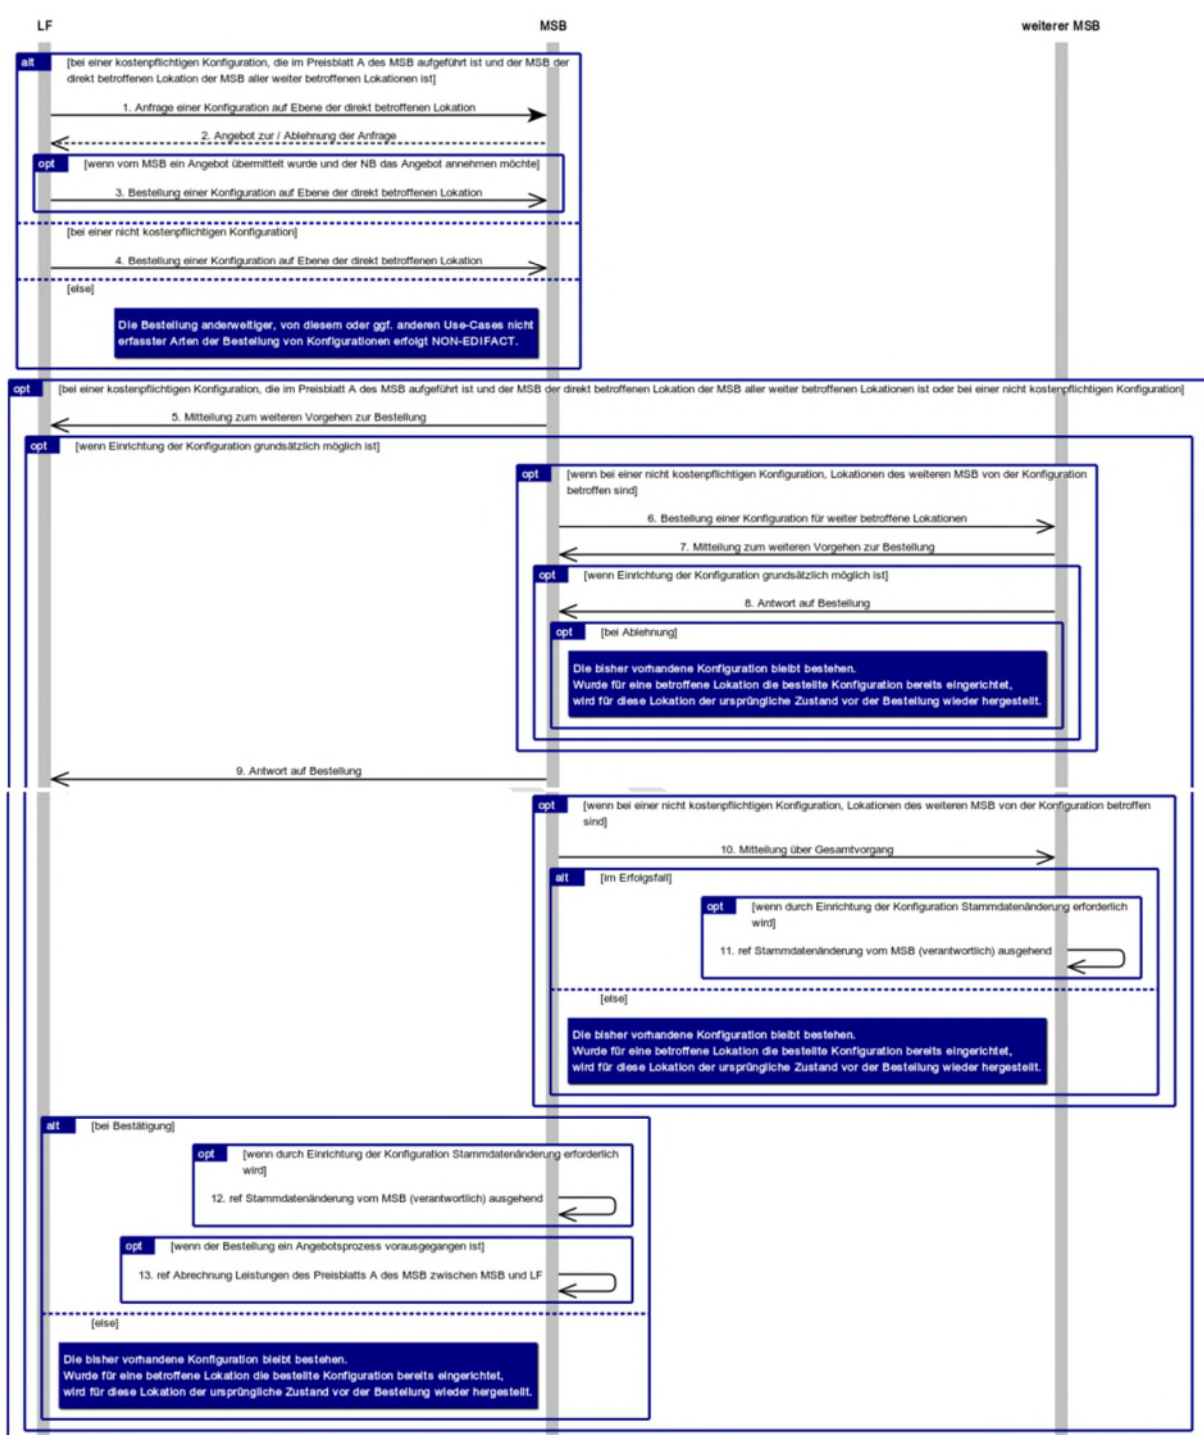 LF MSB weiterer MSB
alt [bei einer kostenpflichtigen Konfiguration, die im Preisblatt A des MSB aufgeführt ist und der MSB der
direkt betroffenen Lokation der MSB aller weiter betroffenen Lokationen ist]
1. Anfrage einer Konfiguration auf Ebene der direkt betroffenen Lokation
2. Angebot zur / Ablehnung der Anfrage
opt [wenn vom MSB ein Angebot übermittelt wurde und der NB das Angebot annehmen möchte]
3. Bestellung einer Konfiguration auf Ebene der direkt betroffenen Lokation
[bei einer nicht kostenpflichtigen Konfiguration]
4. Bestellung einer Konfiguration auf Ebene der direkt betroffenen Lokation
[else]
Die Bestellung anderweitiger, von diesem oder ggf. anderen Use-Cases nicht
erfasster Arten der Bestellung von Konfigurationen erfolgt NON-EDIFACT.
opt [bei einer kostenpflichtigen Konfiguration, die im Preisblatt A des MSB aufgeführt ist und der MSB der direkt betroffenen Lokation der MSB aller weiter betroffenen Lokationen ist oder bei einer nicht kostenpflichtigen Konfiguration]
5. Mitteilung zum weiteren Vorgehen zur Bestellung
opt [wenn Einrichtung der Konfiguration grundsätzlich möglich ist]
opt [wenn bei einer nicht kostenpflichtigen Konfiguration, Lokationen des weiteren MSB von der Konfiguration
betroffen sind]
6. Bestellung einer Konfiguration für weiter betroffene Lokationen
7. Mitteilung zum weiteren Vorgehen zur Bestellung
opt [wenn Einrichtung der Konfiguration grundsätzlich möglich ist]
8. Antwort auf Bestellung
opt [bei Ablehnung]
Die bisher vorhandene Konfiguration bleibt bestehen.
Wurde für eine betroffene Lokation die bestellte Konfiguration bereits eingerichtet,
wird für diese Lokation der ursprüngliche Zustand vor der Bestellung wieder hergestellt.
9. Antwort auf Bestellung
opt [wenn bei einer nicht kostenpflichtigen Konfiguration, Lokationen des weiteren MSB von der Konfiguration betroffen
sind]
10. Mitteilung über Gesamtvorgang
alt [im Erfolgsfall]
opt [wenn durch Einrichtung der Konfiguration Stammdatenänderung erforderlich
wird]
11. ref Stammdatenänderung vom MSB (verantwortlich) ausgehend
[else]
Die bisher vorhandene Konfiguration bleibt bestehen.
Wurde für eine betroffene Lokation die bestellte Konfiguration bereits eingerichtet,
wird für diese Lokation der ursprüngliche Zustand vor der Bestellung wieder hergestellt.
alt [bei Bestätigung]
opt [wenn durch Einrichtung der Konfiguration Stammdatenänderung erforderlich
wird]
12. ref Stammdatenänderung vom MSB (verantwortlich) ausgehend
opt [wenn der Bestellung ein Angebotsprozess vorausgegangen ist]
13. ref Abrechnung Leistungen des Preisblatts A des MSB zwischen MSB und LF
[else]
Die bisher vorhandene Konfiguration bleibt bestehen.
Wurde für eine betroffene Lokation die bestellte Konfiguration bereits eingerichtet,
wird für diese Lokation der ursprüngliche Zustand vor der Bestellung wieder hergestellt.